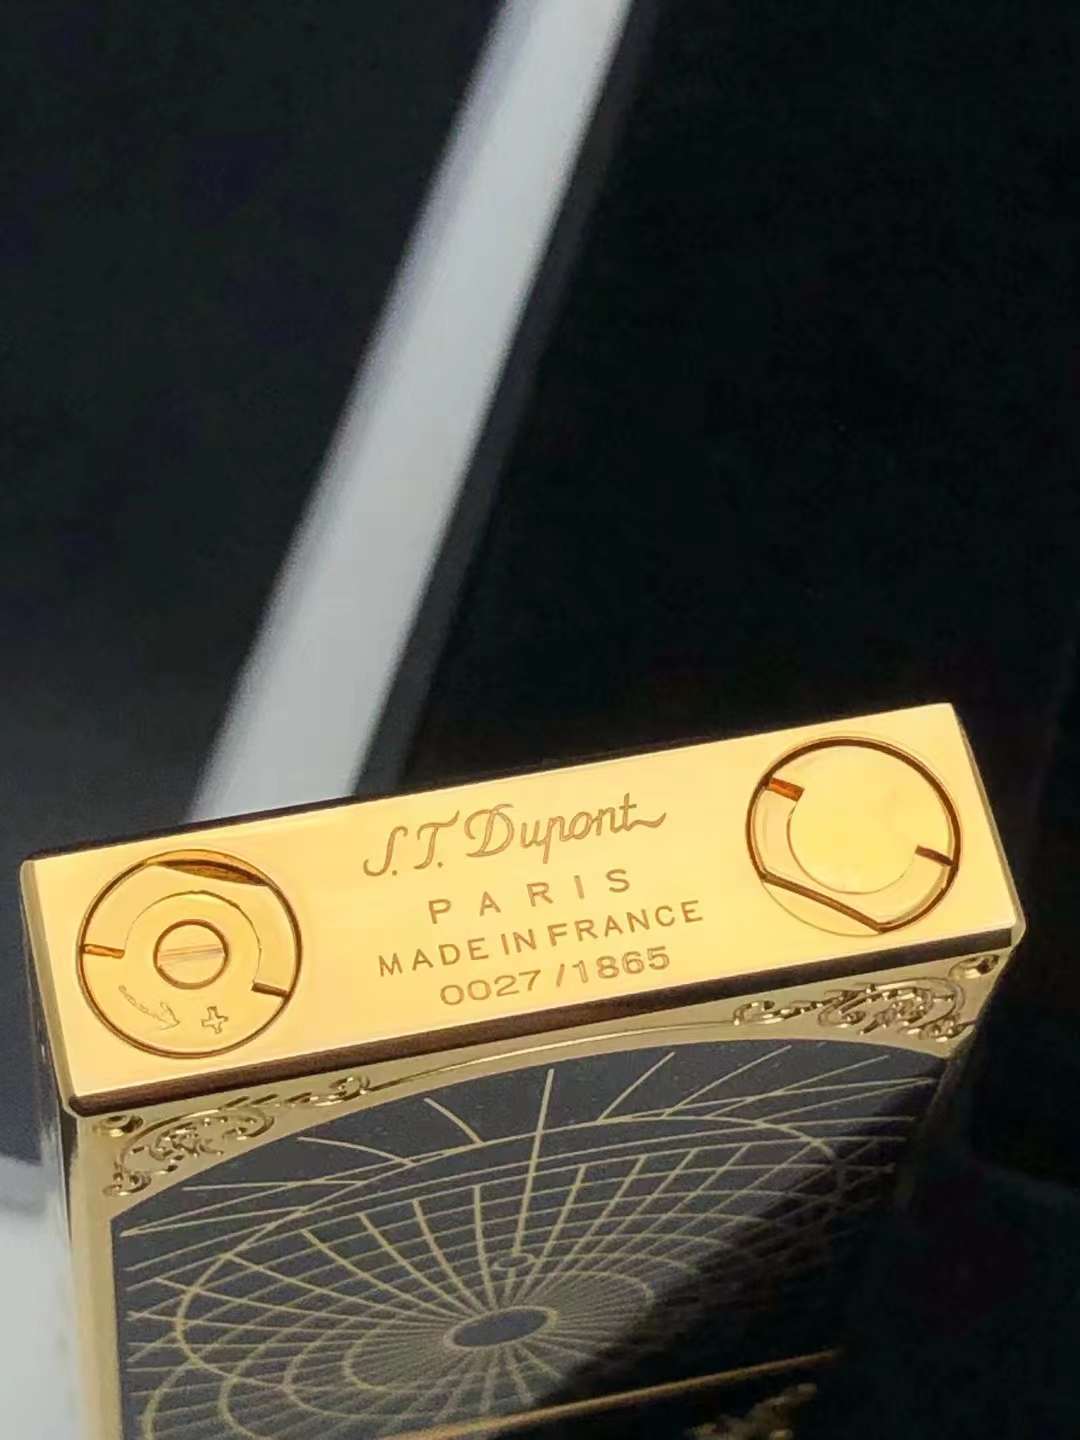 S.T. Dupont
PARIS
MADE IN FRANCE
0027/1865
+